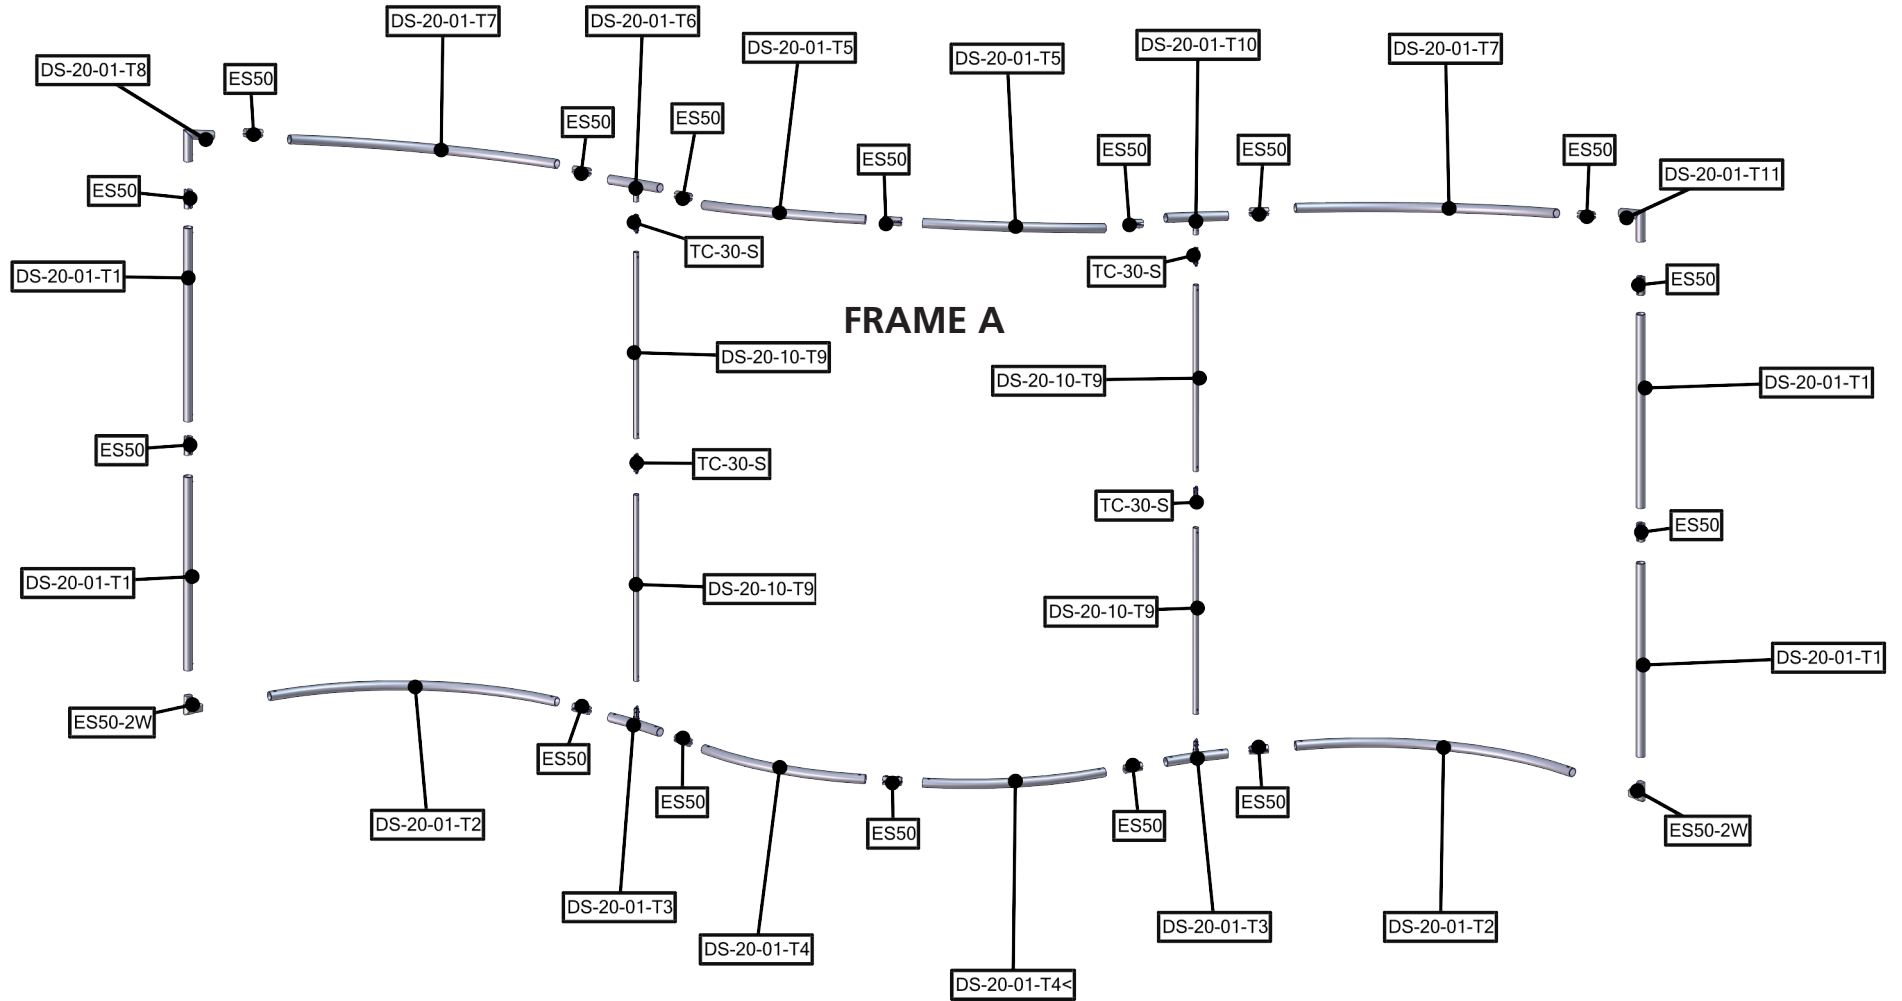 DS-20-01-T7
DS-20-01-T6
DS-20-01-T5
DS-20-01-T5
DS-20-01-T10
DS-20-01-T7
DS-20-01-T8
ES50
ES50
ES50
ES50
ES50
ES50
ES50
DS-20-01-T11
ES50
TC-30-S
TC-30-S
DS-20-01-T1
ES50
FRAME A
DS-20-10-T9
DS-20-10-T9
DS-20-01-T1
ES50
TC-30-S
TC-30-S
ES50
DS-20-01-T1
DS-20-10-T9
DS-20-10-T9
DS-20-01-T1
ES50-2W
ES50
ES50
ES50
ES50
ES50
ES50-2W
DS-20-01-T2
DS-20-01-T3
DS-20-01-T4
DS-20-01-T4<
DS-20-01-T3
DS-20-01-T2